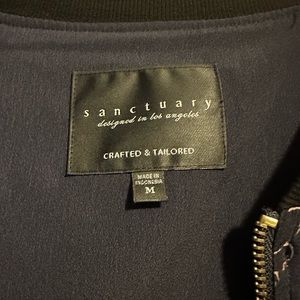 sanctuary
designed in los angeles
CRAFTED & TAILORED
MADE IN
INDONESIA
M